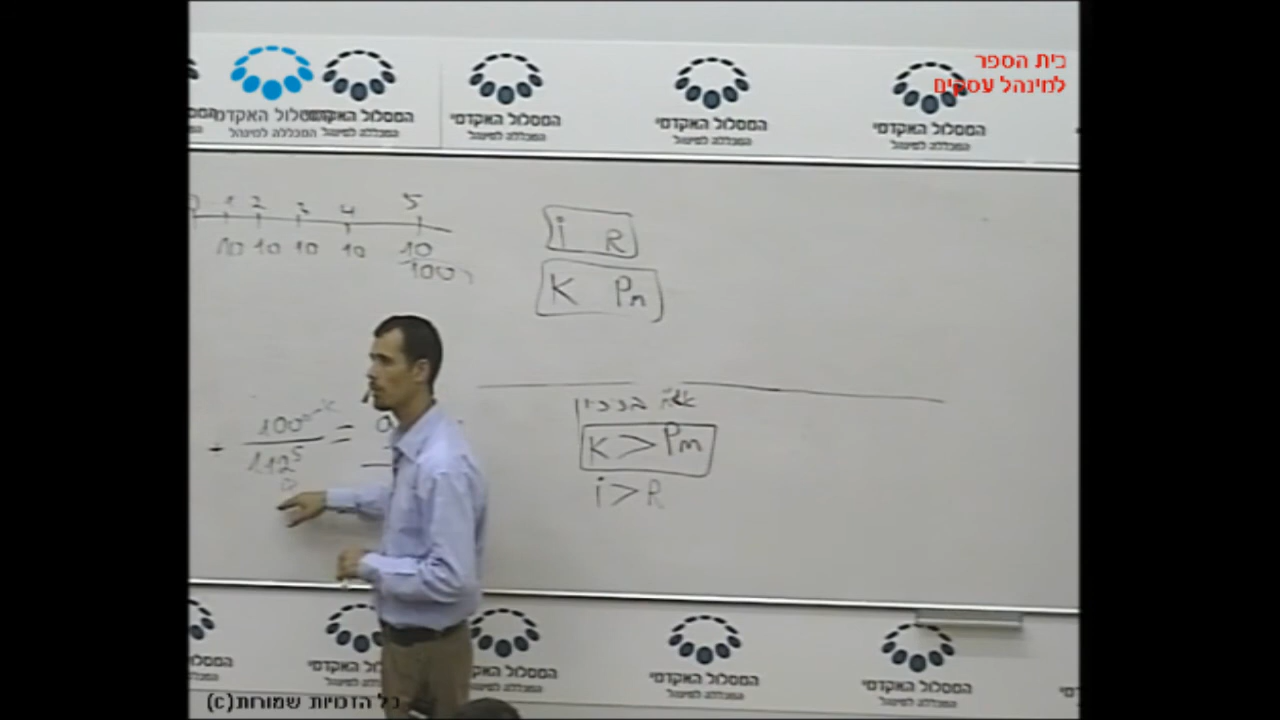 בית הספר
למינהל עסקים
המסלול האקדמי המסלול האקדמי המסלול האקדמי המסלול האקדמי המסלול האקדמי
המכללה למינהל המכללה למינהל המכללה למינהל המכללה למינהל המכללה למינהל
1 2 3 4 5
10 10 10 10 10
100
i R
K Pm
100
1.12^5
=
K > Pm
i > R
המסלול האקדמי המסלול האקדמי המסלול האקדמי
המכללה למינהל המכללה למינהל המכללה למינהל
כל הזכויות שמורות(c)